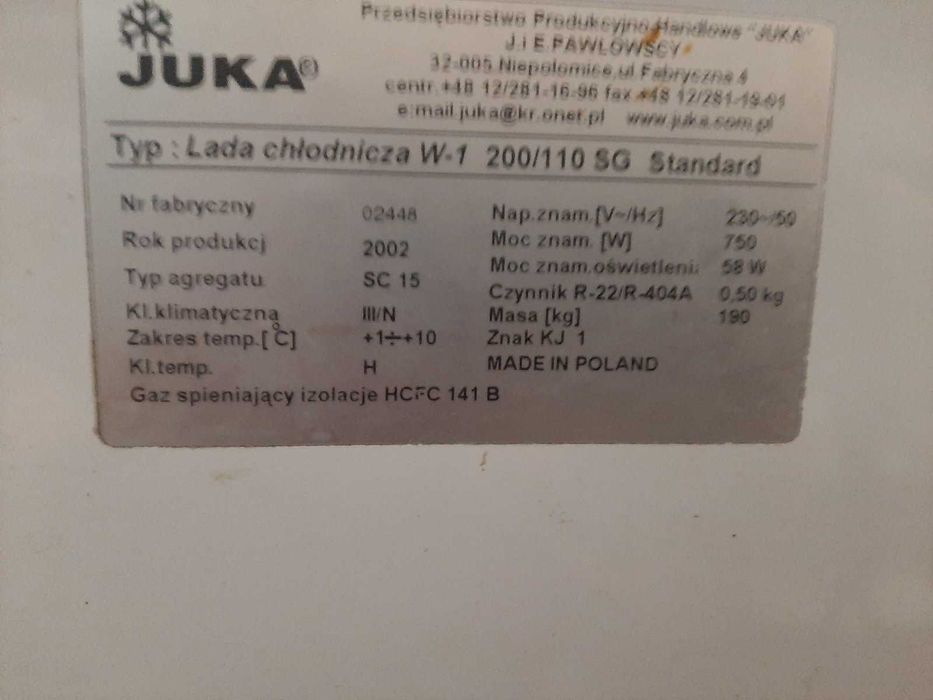 JUKA®
Przedsiębiorstwo Produkcyjno Handlowe "JUKA"
J.i E.PAWŁOWSCY
32-005 Niepołomice,ul Fabryczna 4
centr.+48 12/281-16-96 fax +48 12/281-19-01
e:mail.juka@kr.onet.pl www.juka.com.pl
Typ : Lada chłodnicza W-1 200/110 SG Standard
Nr fabryczny 02448 Nap.znam.[V~/Hz] 230~/50
Rok produkcj 2002 Moc znam. [W] 750
Typ agregatu SC 15 Moc znam.oświetleni: 58 W
Kl.klimatyczna III/N Czynnik R-22/R-404A 0,50 kg
Zakres temp.[°C] +1÷+10 Masa [kg] 190
Kl.temp. H Znak KJ 1
MADE IN POLAND
Gaz spieniający izolacje HCFC 141 B